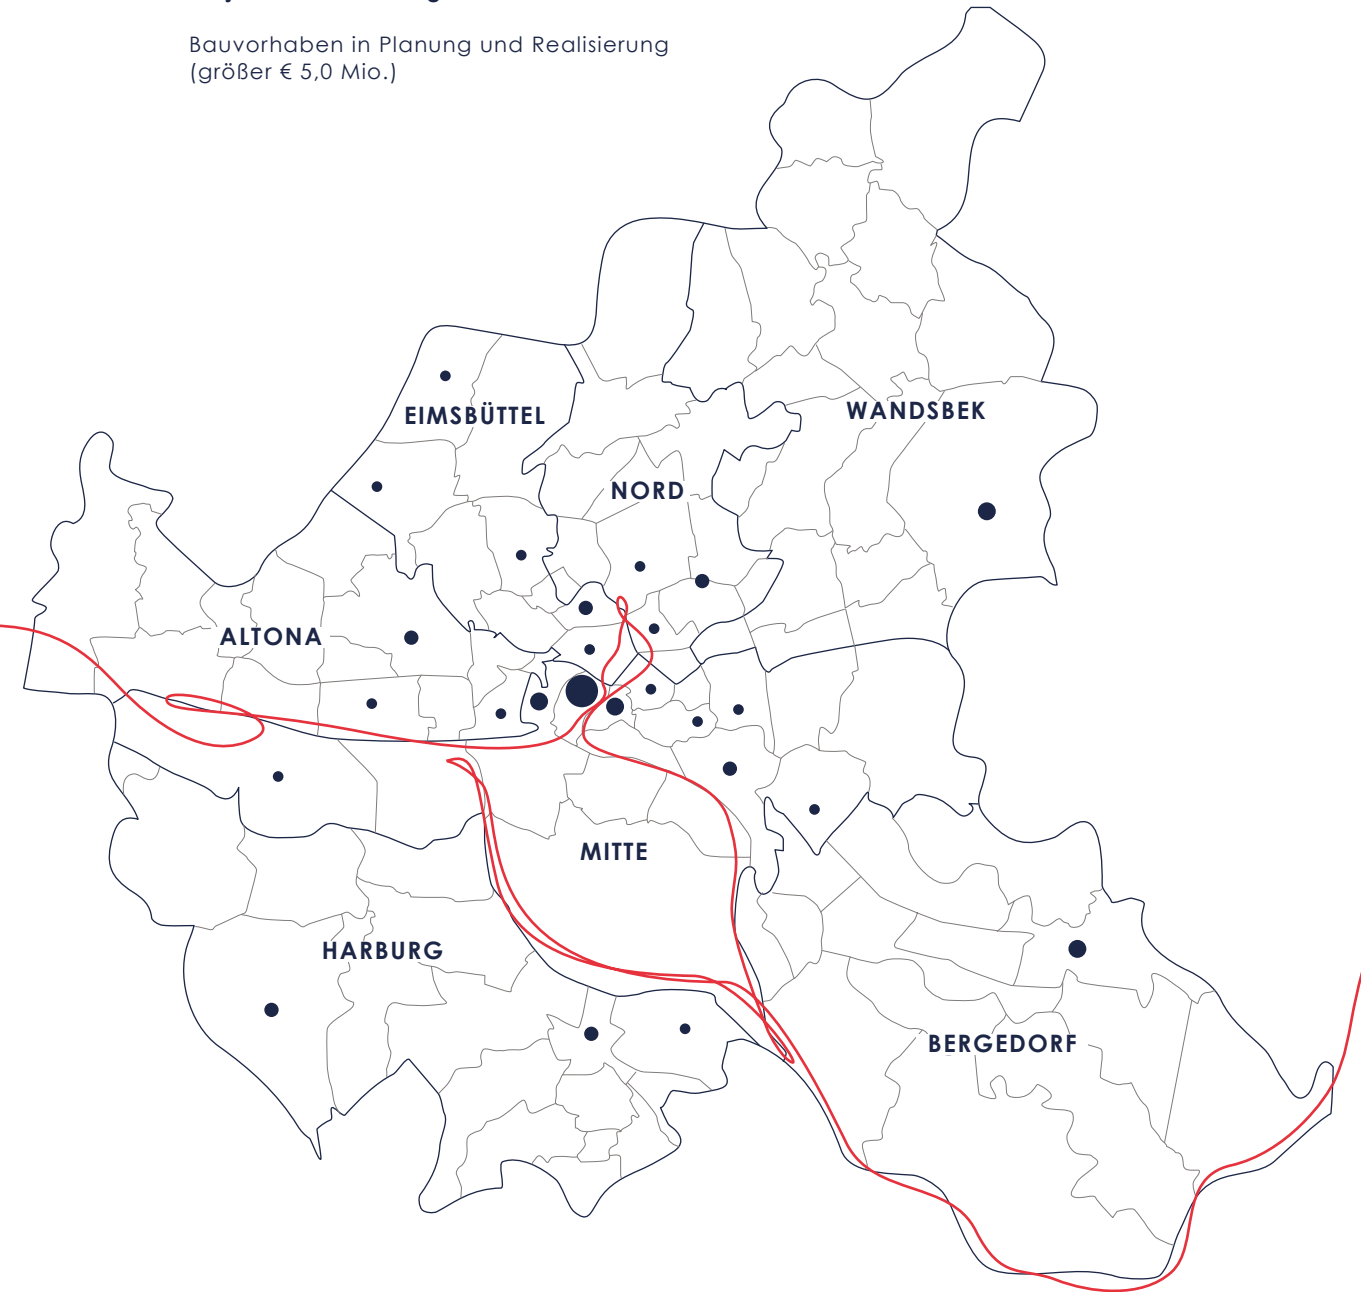 Bauvorhaben in Planung und Realisierung
(größer € 5,0 Mio.)
EIMSBÜTTEL
WANDSBEK
NORD
ALTONA
MITTE
HARBURG
BERGEDORF